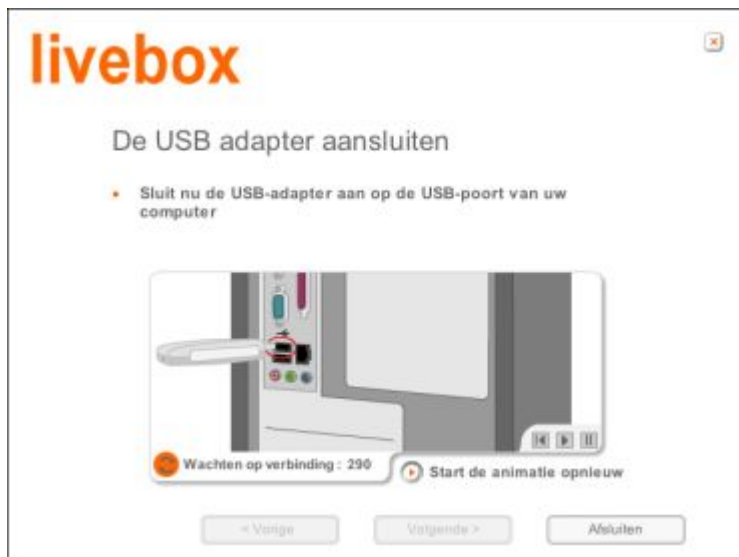 livebox
De USB adapter aansluiten
Sluit nu de USB-adapter aan op de USB-poort van uw
computer
Wachten op verbinding : 290
Start de animatie opnieuw
< Vorige
Volgende >
Afsluiten